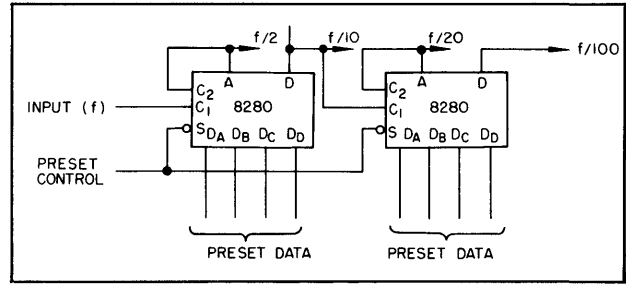 f/2 f/10 f/20
f/100
A D A D
C2 C2
INPUT (f) C1 8280 C1 8280
S DA DB DC DD S DA DB DC DD
PRESET
CONTROL
PRESET DATA PRESET DATA